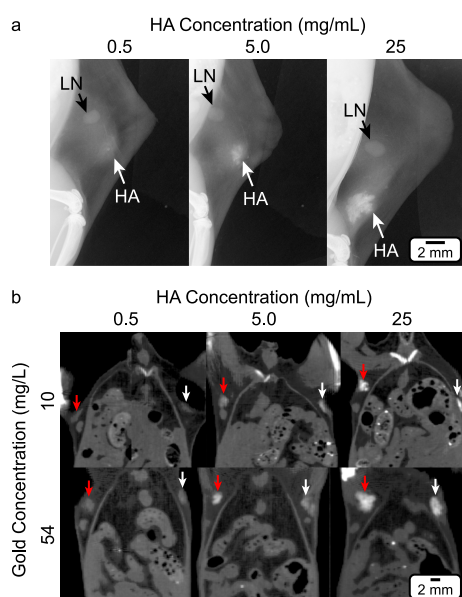 a
HA Concentration (mg/mL)
0.5 5.0 25
LN LN LN
HA HA HA
2 mm
b
HA Concentration (mg/mL)
0.5 5.0 25
Gold Concentration (mg/L)
10
54
2 mm